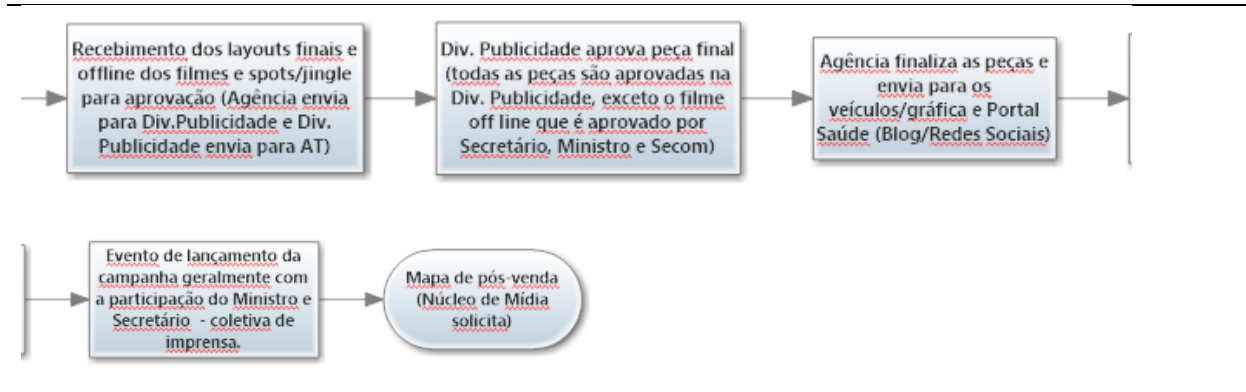 Recebimento dos layouts finais e
offline dos filmes e spots/jingle
para aprovação (Agência envia
para Div.Publicidade e Div.
Publicidade envia para AT)
Div. Publicidade aprova peça final
(todas as peças são aprovadas na
Div. Publicidade, exceto o filme
off line que é aprovado por
Secretário, Ministro e Secom)
Agência finaliza as peças e
envia para os
veículos/gráfica e Portal
Saúde (Blog/Redes Sociais)
Evento de lançamento da
campanha geralmente com
a participação do Ministro e
Secretário - coletiva de
imprensa.
Mapa de pós-venda
(Núcleo de Mídia
solicita)